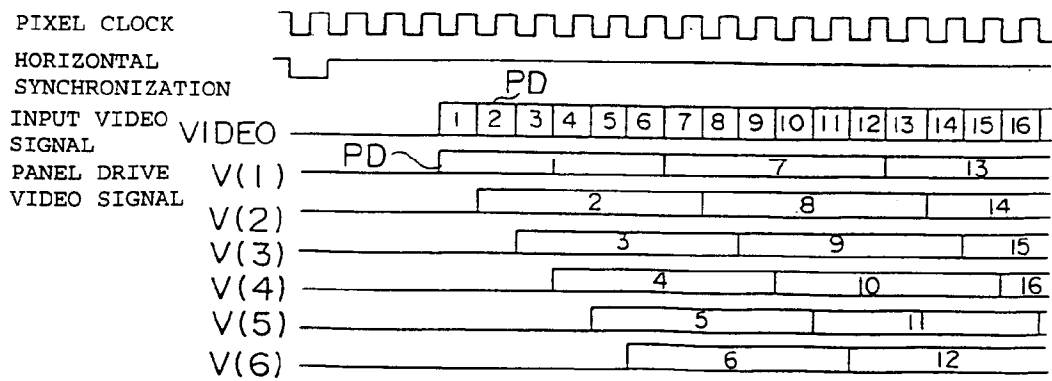 PIXEL CLOCK
HORIZONTAL
SYNCHRONIZATION
PD
INPUT VIDEO
SIGNAL
VIDEO
1 2 3 4 5 6 7 8 9 10 11 12 13 14 15 16
PD
PANEL DRIVE
VIDEO SIGNAL
V(1) 1 7 13
V(2) 2 8 14
V(3) 3 9 15
V(4) 4 10 16
V(5) 5 11
V(6) 6 12